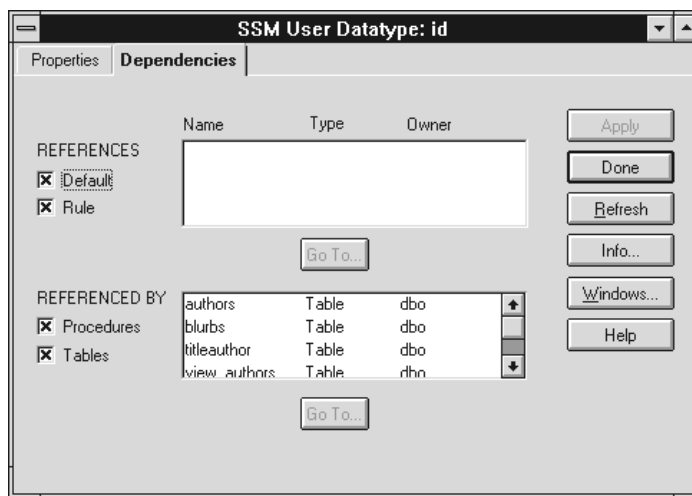 SSM User Datatype: id
Properties Dependencies
Name Type Owner
REFERENCES
Default
Rule
Go To...
REFERENCED BY
Procedures
Tables
authors Table dbo
blurbs Table dbo
titleauthor Table dbo
view_authors Table dbo
Go To...
Apply
Done
Refresh
Info...
Windows...
Help